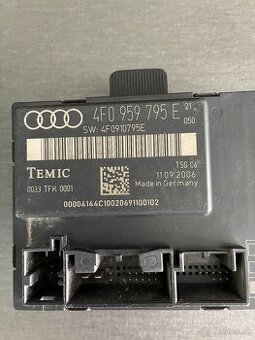 4F0 959 795 E 21
050
SW: 4F0910795E
TEMIC
0033 TFK 0001
TSG C6
11.09.2006
Made in Germany
00004144C10020691100102